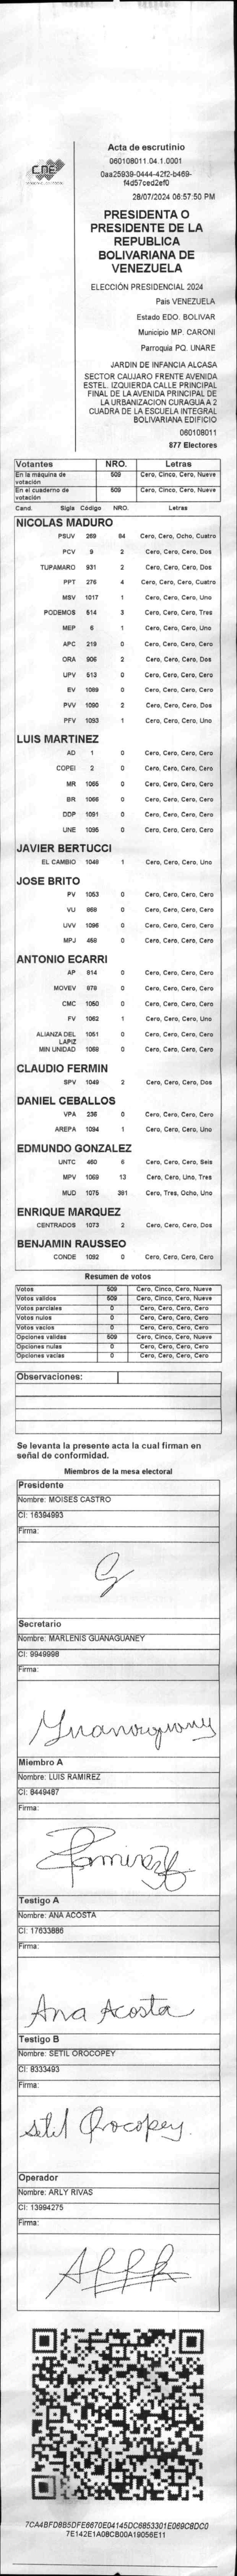 CNE
Acta de escrutinio
060108011.04.1.0001
0aa25939-0444-42f2-b469-
f4d57ced2ef0
28/07/2024 06:57:50 PM
PRESIDENTA O
PRESIDENTE DE LA
REPUBLICA
BOLIVARIANA DE
VENEZUELA
ELECCIÓN PRESIDENCIAL 2024
Pais VENEZUELA
Estado EDO. BOLIVAR
Municipio MP. CARONI
Parroquia PQ. UNARE
JARDIN DE INFANCIA ALCASA
SECTOR CAUJARO FRENTE AVENIDA
ESTEL. IZQUIERDA CALLE PRINCIPAL
FINAL DE LA AVENIDA PRINCIPAL DE
LA URBANIZACION CURAGUA A 2
CUADRA DE LA ESCUELA INTEGRAL
BOLIVARIANA EDIFICIO
060108011
877 Electores
Votantes NRO. Letras
En la máquina de votación 509 Cero, Cinco, Cero, Nueve
En el cuaderno de votación 509 Cero, Cinco, Cero, Nueve
Cand. Sigla Código NRO. Letras
NICOLAS MADURO
PSUV 269 84 Cero, Cero, Ocho, Cuatro
PCV 9 2 Cero, Cero, Cero, Dos
TUPAMARO 931 2 Cero, Cero, Cero, Dos
PPT 276 4 Cero, Cero, Cero, Cuatro
MSV 1017 1 Cero, Cero, Cero, Uno
PODEMOS 514 3 Cero, Cero, Cero, Tres
MEP 6 1 Cero, Cero, Cero, Uno
APC 219 0 Cero, Cero, Cero, Cero
ORA 906 2 Cero, Cero, Cero, Dos
UPV 513 0 Cero, Cero, Cero, Cero
EV 1089 0 Cero, Cero, Cero, Cero
PVV 1090 2 Cero, Cero, Cero, Dos
PFV 1093 1 Cero, Cero, Cero, Uno
LUIS MARTINEZ
AD 1 0 Cero, Cero, Cero, Cero
COPEI 2 0 Cero, Cero, Cero, Cero
MR 1065 0 Cero, Cero, Cero, Cero
BR 1066 0 Cero, Cero, Cero, Cero
DDP 1091 0 Cero, Cero, Cero, Cero
UNE 1095 0 Cero, Cero, Cero, Cero
JAVIER BERTUCCI
EL CAMBIO 1048 1 Cero, Cero, Cero, Uno
JOSE BRITO
PV 1053 0 Cero, Cero, Cero, Cero
VU 868 0 Cero, Cero, Cero, Cero
UVV 1096 0 Cero, Cero, Cero, Cero
MPJ 458 0 Cero, Cero, Cero, Cero
ANTONIO ECARRI
AP 814 0 Cero, Cero, Cero, Cero
MOVEV 878 0 Cero, Cero, Cero, Cero
CMC 1050 0 Cero, Cero, Cero, Cero
FV 1062 1 Cero, Cero, Cero, Uno
ALIANZA DEL LAPIZ 1051 0 Cero, Cero, Cero, Cero
MIN UNIDAD 1068 0 Cero, Cero, Cero, Cero
CLAUDIO FERMIN
SPV 1049 2 Cero, Cero, Cero, Dos
DANIEL CEBALLOS
VPA 236 0 Cero, Cero, Cero, Cero
AREPA 1094 1 Cero, Cero, Cero, Uno
EDMUNDO GONZALEZ
UNTC 460 6 Cero, Cero, Cero, Seis
MPV 1069 13 Cero, Cero, Uno, Tres
MUD 1075 381 Cero, Tres, Ocho, Uno
ENRIQUE MARQUEZ
CENTRADOS 1073 2 Cero, Cero, Cero, Dos
BENJAMIN RAUSSEO
CONDE 1092 0 Cero, Cero, Cero, Cero
Resumen de votos
Votos 509 Cero, Cinco, Cero, Nueve
Votos validos 509 Cero, Cinco, Cero, Nueve
Votos parciales 0 Cero, Cero, Cero, Cero
Votos nulos 0 Cero, Cero, Cero, Cero
Votos vacios 0 Cero, Cero, Cero, Cero
Opciones validas 509 Cero, Cinco, Cero, Nueve
Opciones nulas 0 Cero, Cero, Cero, Cero
Opciones vacias 0 Cero, Cero, Cero, Cero
Observaciones:
Se levanta la presente acta la cual firman en
señal de conformidad.
Miembros de la mesa electoral
Presidente
Nombre: MOISES CASTRO
CI: 16394993
Firma:
Secretario
Nombre: MARLENIS GUANAGUANEY
CI: 9949998
Firma:
Miembro A
Nombre: LUIS RAMIREZ
CI: 8449487
Firma:
Ramirez
Testigo A
Nombre: ANA ACOSTA
CI: 17633886
Firma:
Ana Acosta
Testigo B
Nombre: SETIL OROCOPEY
CI: 8333493
Firma:
Setil Orocopey.
Operador
Nombre: ARLY RIVAS
CI: 13994275
Firma:
7CA4BFD8B5DFE6670E04145DC6853301E069C8DC0
7E142E1A08CB00A19056E11